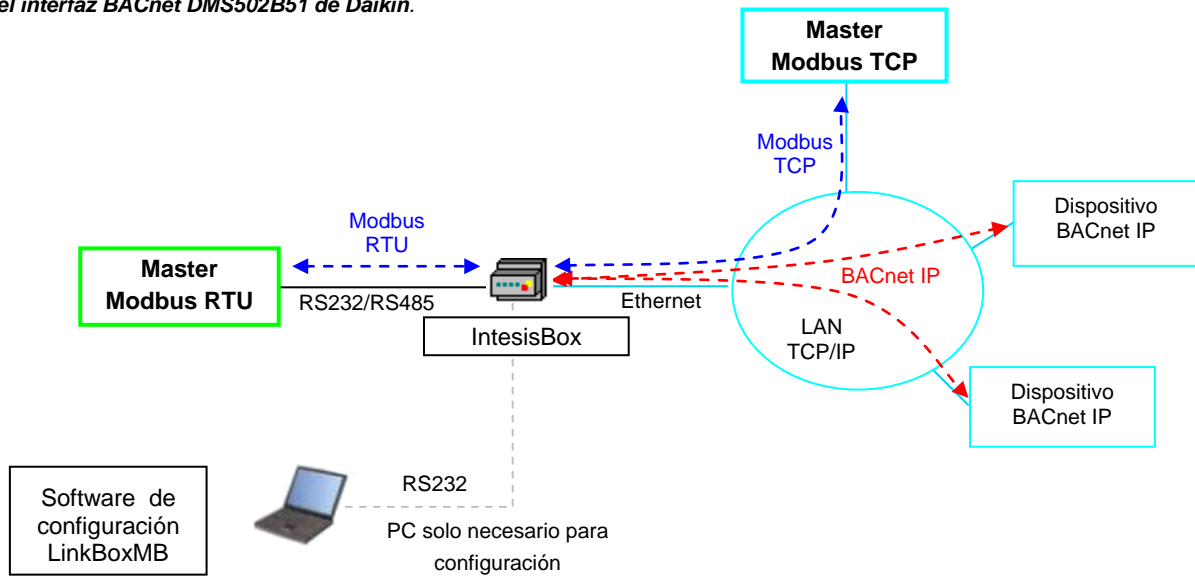 el interfaz BACnet DMS502B51 de Daikin.
Master
Modbus TCP
Modbus
TCP
Dispositivo
BACnet IP
Modbus
RTU
Master
Modbus RTU
RS232/RS485
Ethernet
BACnet IP
IntesisBox
LAN
TCP/IP
Dispositivo
BACnet IP
RS232
Software de
configuración
LinkBoxMB
PC solo necesario para
configuración